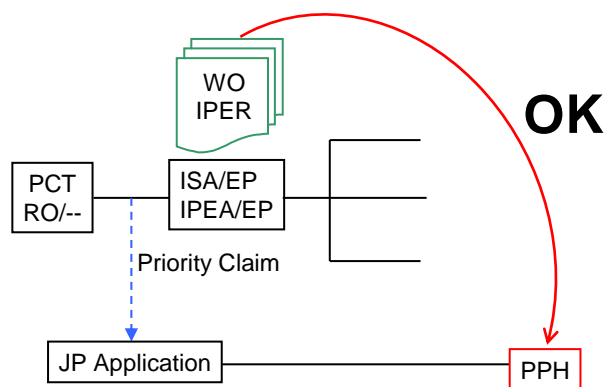 WO
IPER
OK
PCT
RO/--
ISA/EP
IPEA/EP
Priority Claim
JP Application
PPH